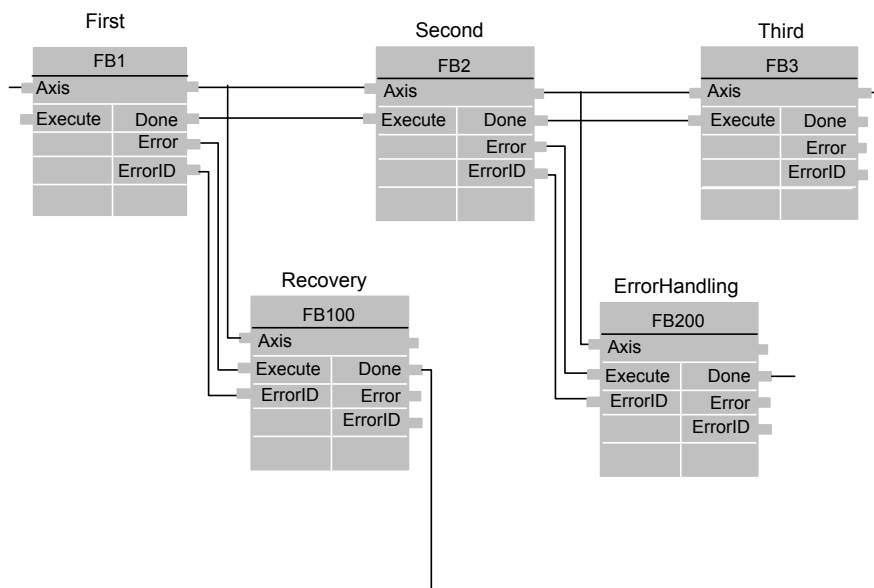 First
FB1
Axis
Execute Done
Error
ErrorID
Second
FB2
Axis
Execute Done
Error
ErrorID
Third
FB3
Axis
Execute Done
Error
ErrorID
Recovery
FB100
Axis
Execute Done
ErrorID Error
ErrorID
ErrorHandling
FB200
Axis
Execute Done
ErrorID Error
ErrorID